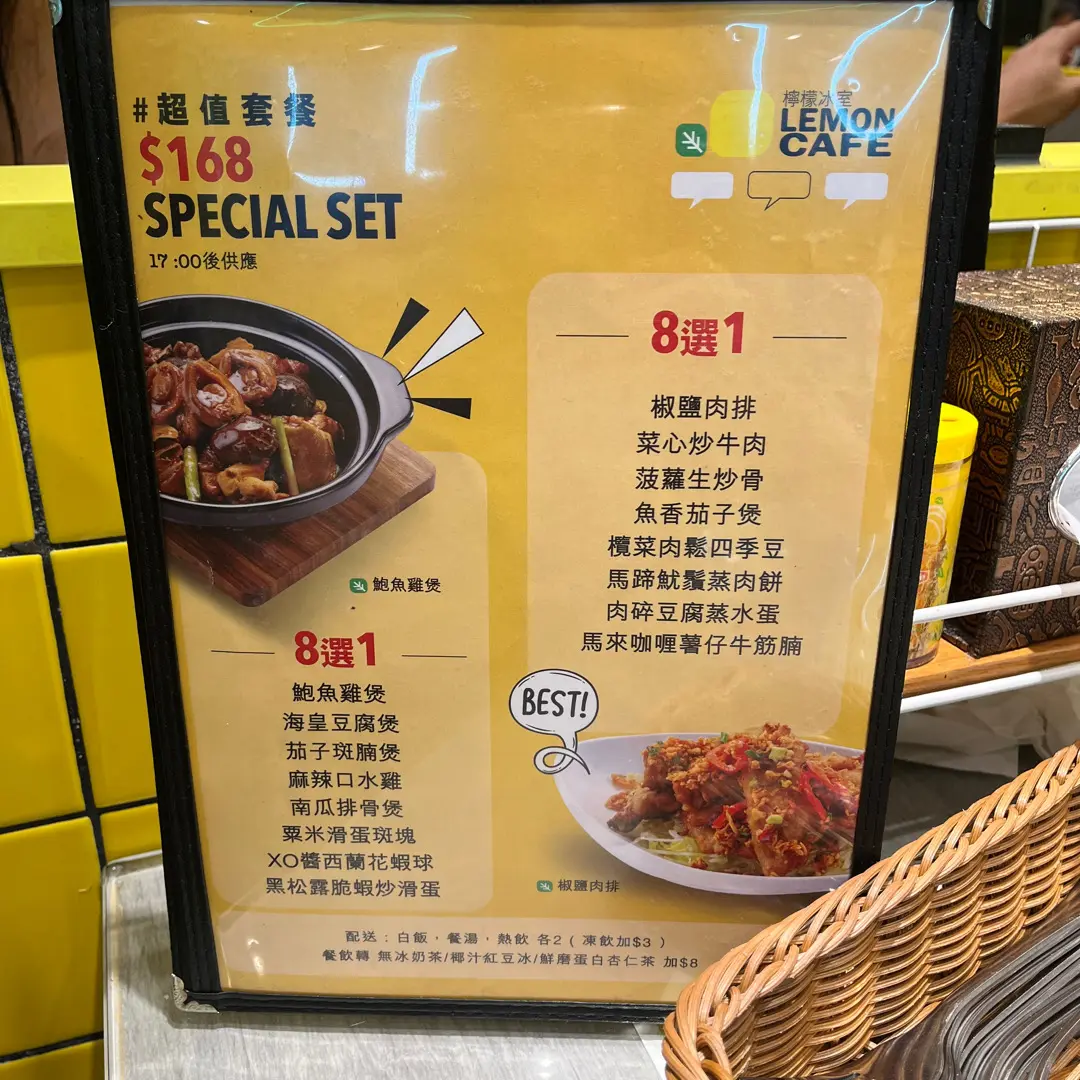 #超值套餐
$168
SPECIAL SET
17:00後供應
檸檬冰室
LEMON
CAFE
鮑魚雞煲
8選1
鮑魚雞煲
海皇豆腐煲
茄子斑腩煲
麻辣口水雞
南瓜排骨煲
粟米滑蛋斑塊
XO醬西蘭花蝦球
黑松露脆蝦炒滑蛋
8選1
椒鹽肉排
菜心炒牛肉
菠蘿生炒骨
魚香茄子煲
欖菜肉鬆四季豆
馬蹄魷鬚蒸肉餅
肉碎豆腐蒸水蛋
馬來咖喱薯仔牛筋腩
BEST!
椒鹽肉排
配送：白飯，餐湯，熱飲 各2（凍飲加$3）
餐飲轉 無冰奶茶/椰汁紅豆冰/鮮磨蛋白杏仁茶 加$8